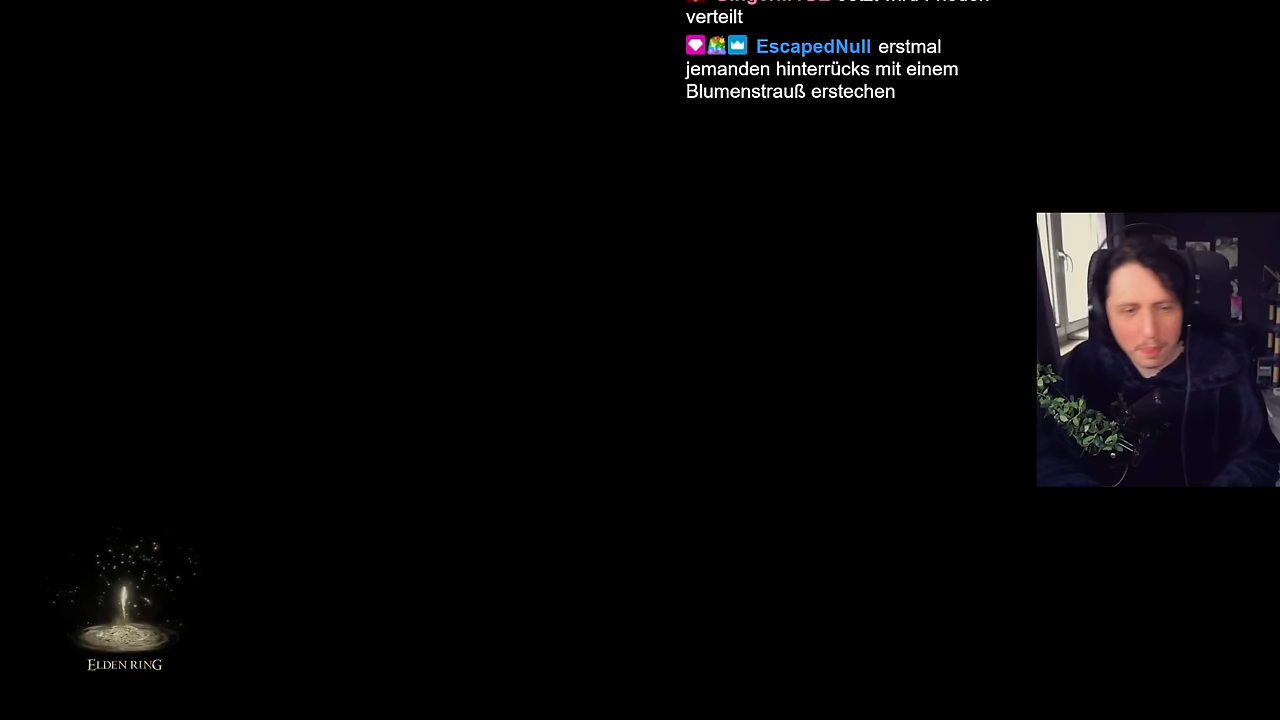 verteilt
EscapedNull erstmal
jemanden hinterrücks mit einem
Blumenstrauß erstechen
ELDEN RING